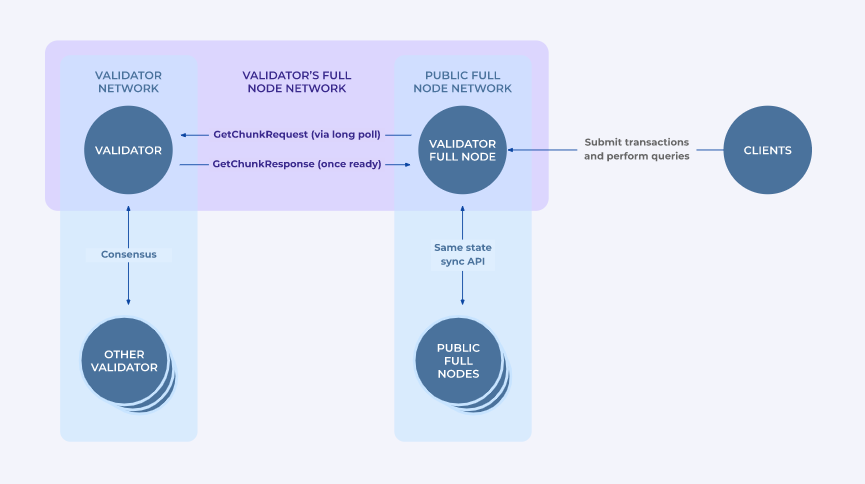 VALIDATOR
NETWORK
VALIDATOR'S FULL
NODE NETWORK
PUBLIC FULL
NODE NETWORK
VALIDATOR
GetChunkRequest (via long poll)
GetChunkResponse (once ready)
VALIDATOR
FULL NODE
Submit transactions
and perform queries
CLIENTS
Consensus
Same state
sync API
OTHER
VALIDATOR
PUBLIC
FULL
NODES